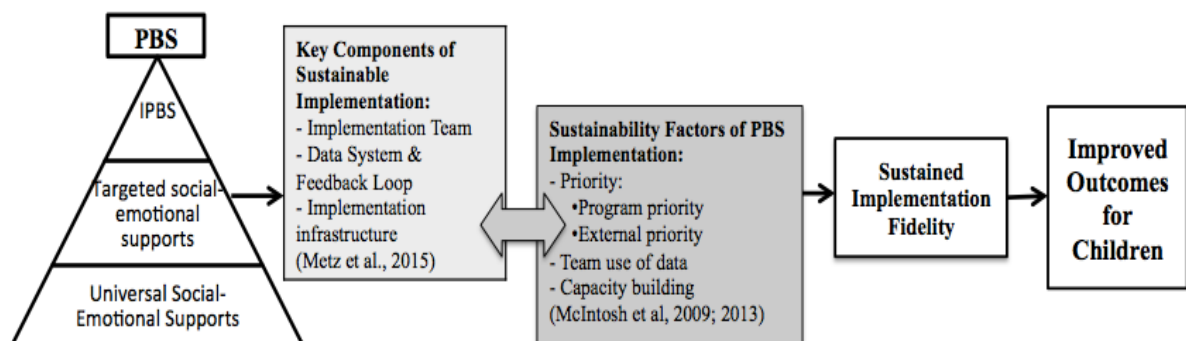 PBS
IPBS
Targeted social-
emotional
supports
Universal Social-
Emotional Supports
Key Components of
Sustainable
Implementation:
- Implementation Team
- Data System &
Feedback Loop
- Implementation
infrastructure
(Metz et al., 2015)
Sustainability Factors of PBS
Implementation:
- Priority:
•Program priority
•External priority
- Team use of data
- Capacity building
(McIntosh et al, 2009; 2013)
Sustained
Implementation
Fidelity
Improved
Outcomes
for
Children